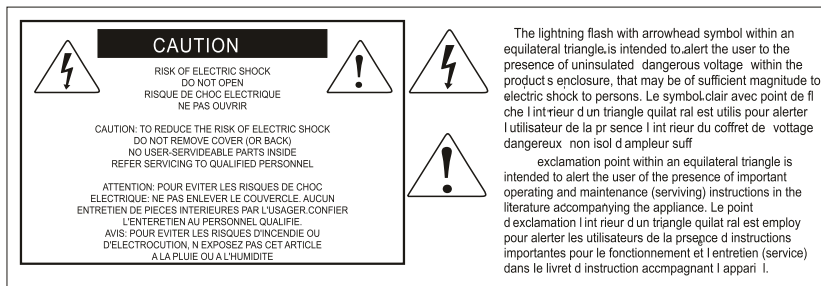 CAUTION
RISK OF ELECTRIC SHOCK
DO NOT OPEN
RISQUE DE CHOC ELECTRIQUE
NE PAS OUVRIR
CAUTION: TO REDUCE THE RISK OF ELECTRIC SHOCK
DO NOT REMOVE COVER (OR BACK)
NO USER-SERVIDEABLE PARTS INSIDE
REFER SERVICING TO QUALIFIED PERSONNEL
ATTENTION: POUR EVITER LES RISQUES DE CHOC
ELECTRIQUE: NE PAS ENLEVER LE COUVERCLE. AUCUN
ENTRETIEN DE PIECES INTERIEURES PAR L'USAGER.CONFIER
L'ENTERETIEN AU PERSONNEL QUALIFIE.
AVIS: POUR EVITER LES RISQUES D'INCENDIE OU
D'ELECTROCUTION, N EXPOSEZ PAS CET ARTICLE
A LA PLUIE OU A L'HUMIDITE
The lightning flash with arrowhead symbol within an
equilateral triangle,is intended to.alert the user to the
presence of uninsulated dangerous voltage within the
product s enclosure, that may be of sufficient magnitude to
electric shock to persons. Le symbol.clair avec point de fl
che l int rieur d un triangle quilat ral est utilis pour alerter
l utilisateur de la pr sence l int rieur du coffret de vottage
dangereux non isol d ampleur suff
exclamation point within an equilateral triangle is
intended to alert the user of the presence of important
operating and maintenance (serviving) instructions in the
literature accompanying the appliance. Le point
d exclamation l int rieur d un triangle quilat ral est employ
pour alerter les utilisateurs de la prsence d instructions
importantes pour le fonctionnement et l entretien (service)
dans le livret d instruction accmpagnant l appari l.